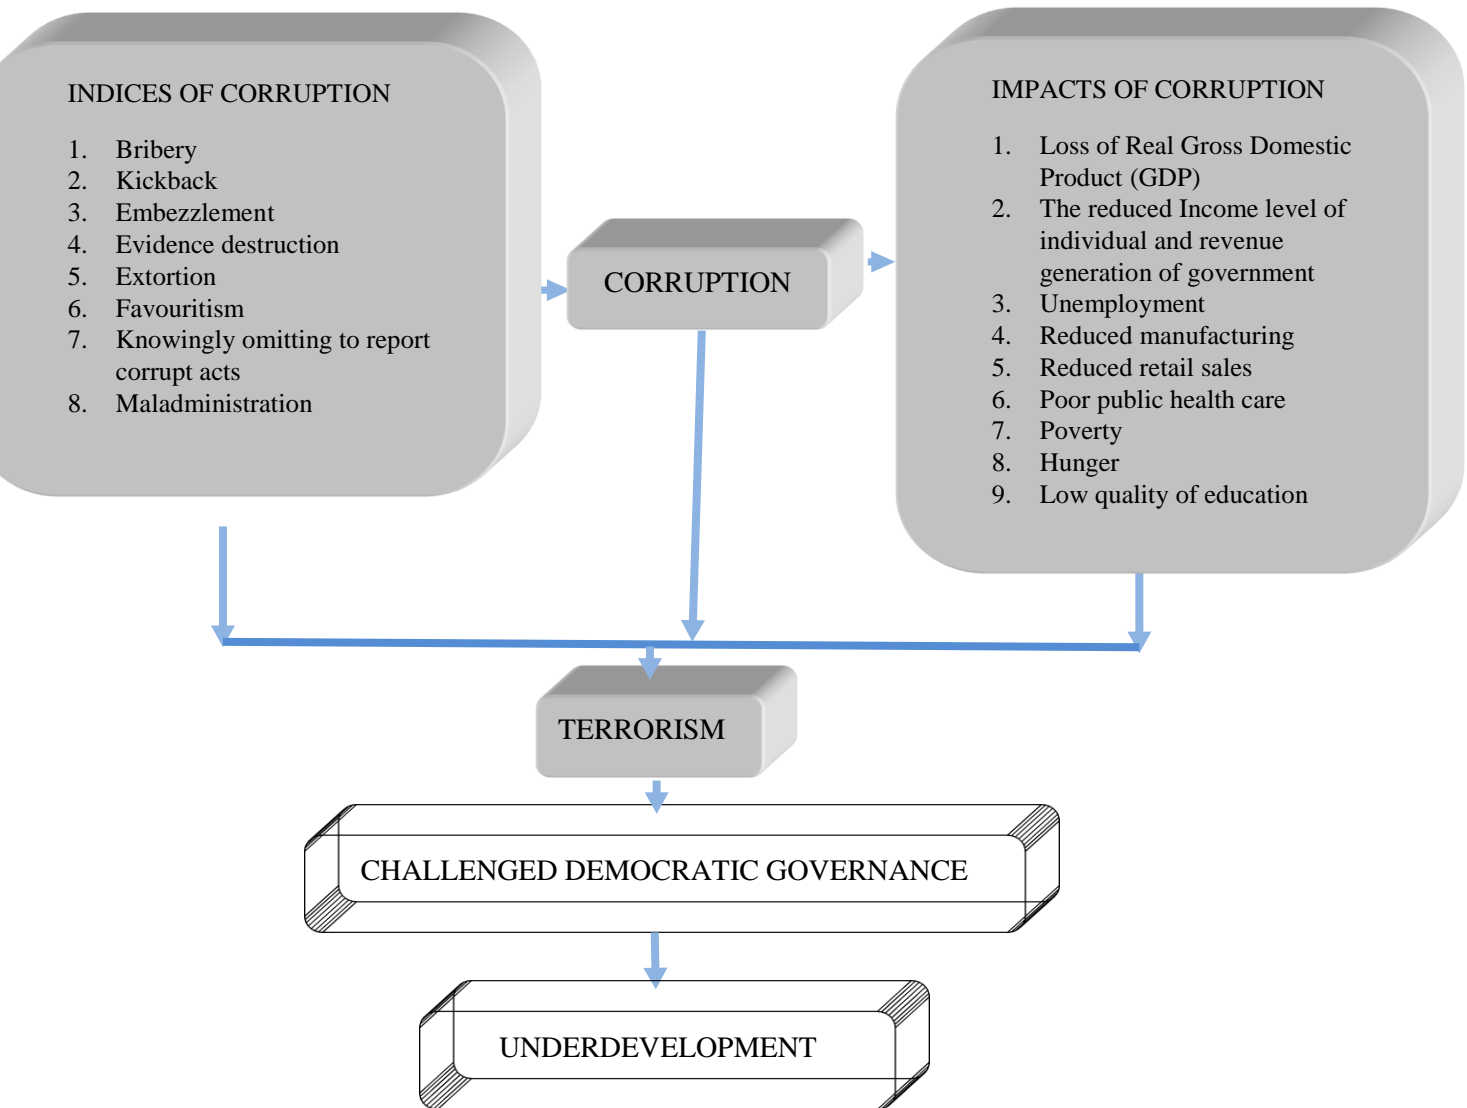 INDICES OF CORRUPTION
1. Bribery
2. Kickback
3. Embezzlement
4. Evidence destruction
5. Extortion
6. Favouritism
7. Knowingly omitting to report
corrupt acts
8. Maladministration
CORRUPTION
IMPACTS OF CORRUPTION
1. Loss of Real Gross Domestic
Product (GDP)
2. The reduced Income level of
individual and revenue
generation of government
3. Unemployment
4. Reduced manufacturing
5. Reduced retail sales
6. Poor public health care
7. Poverty
8. Hunger
9. Low quality of education
TERRORISM
CHALLENGED DEMOCRATIC GOVERNANCE
UNDERDEVELOPMENT